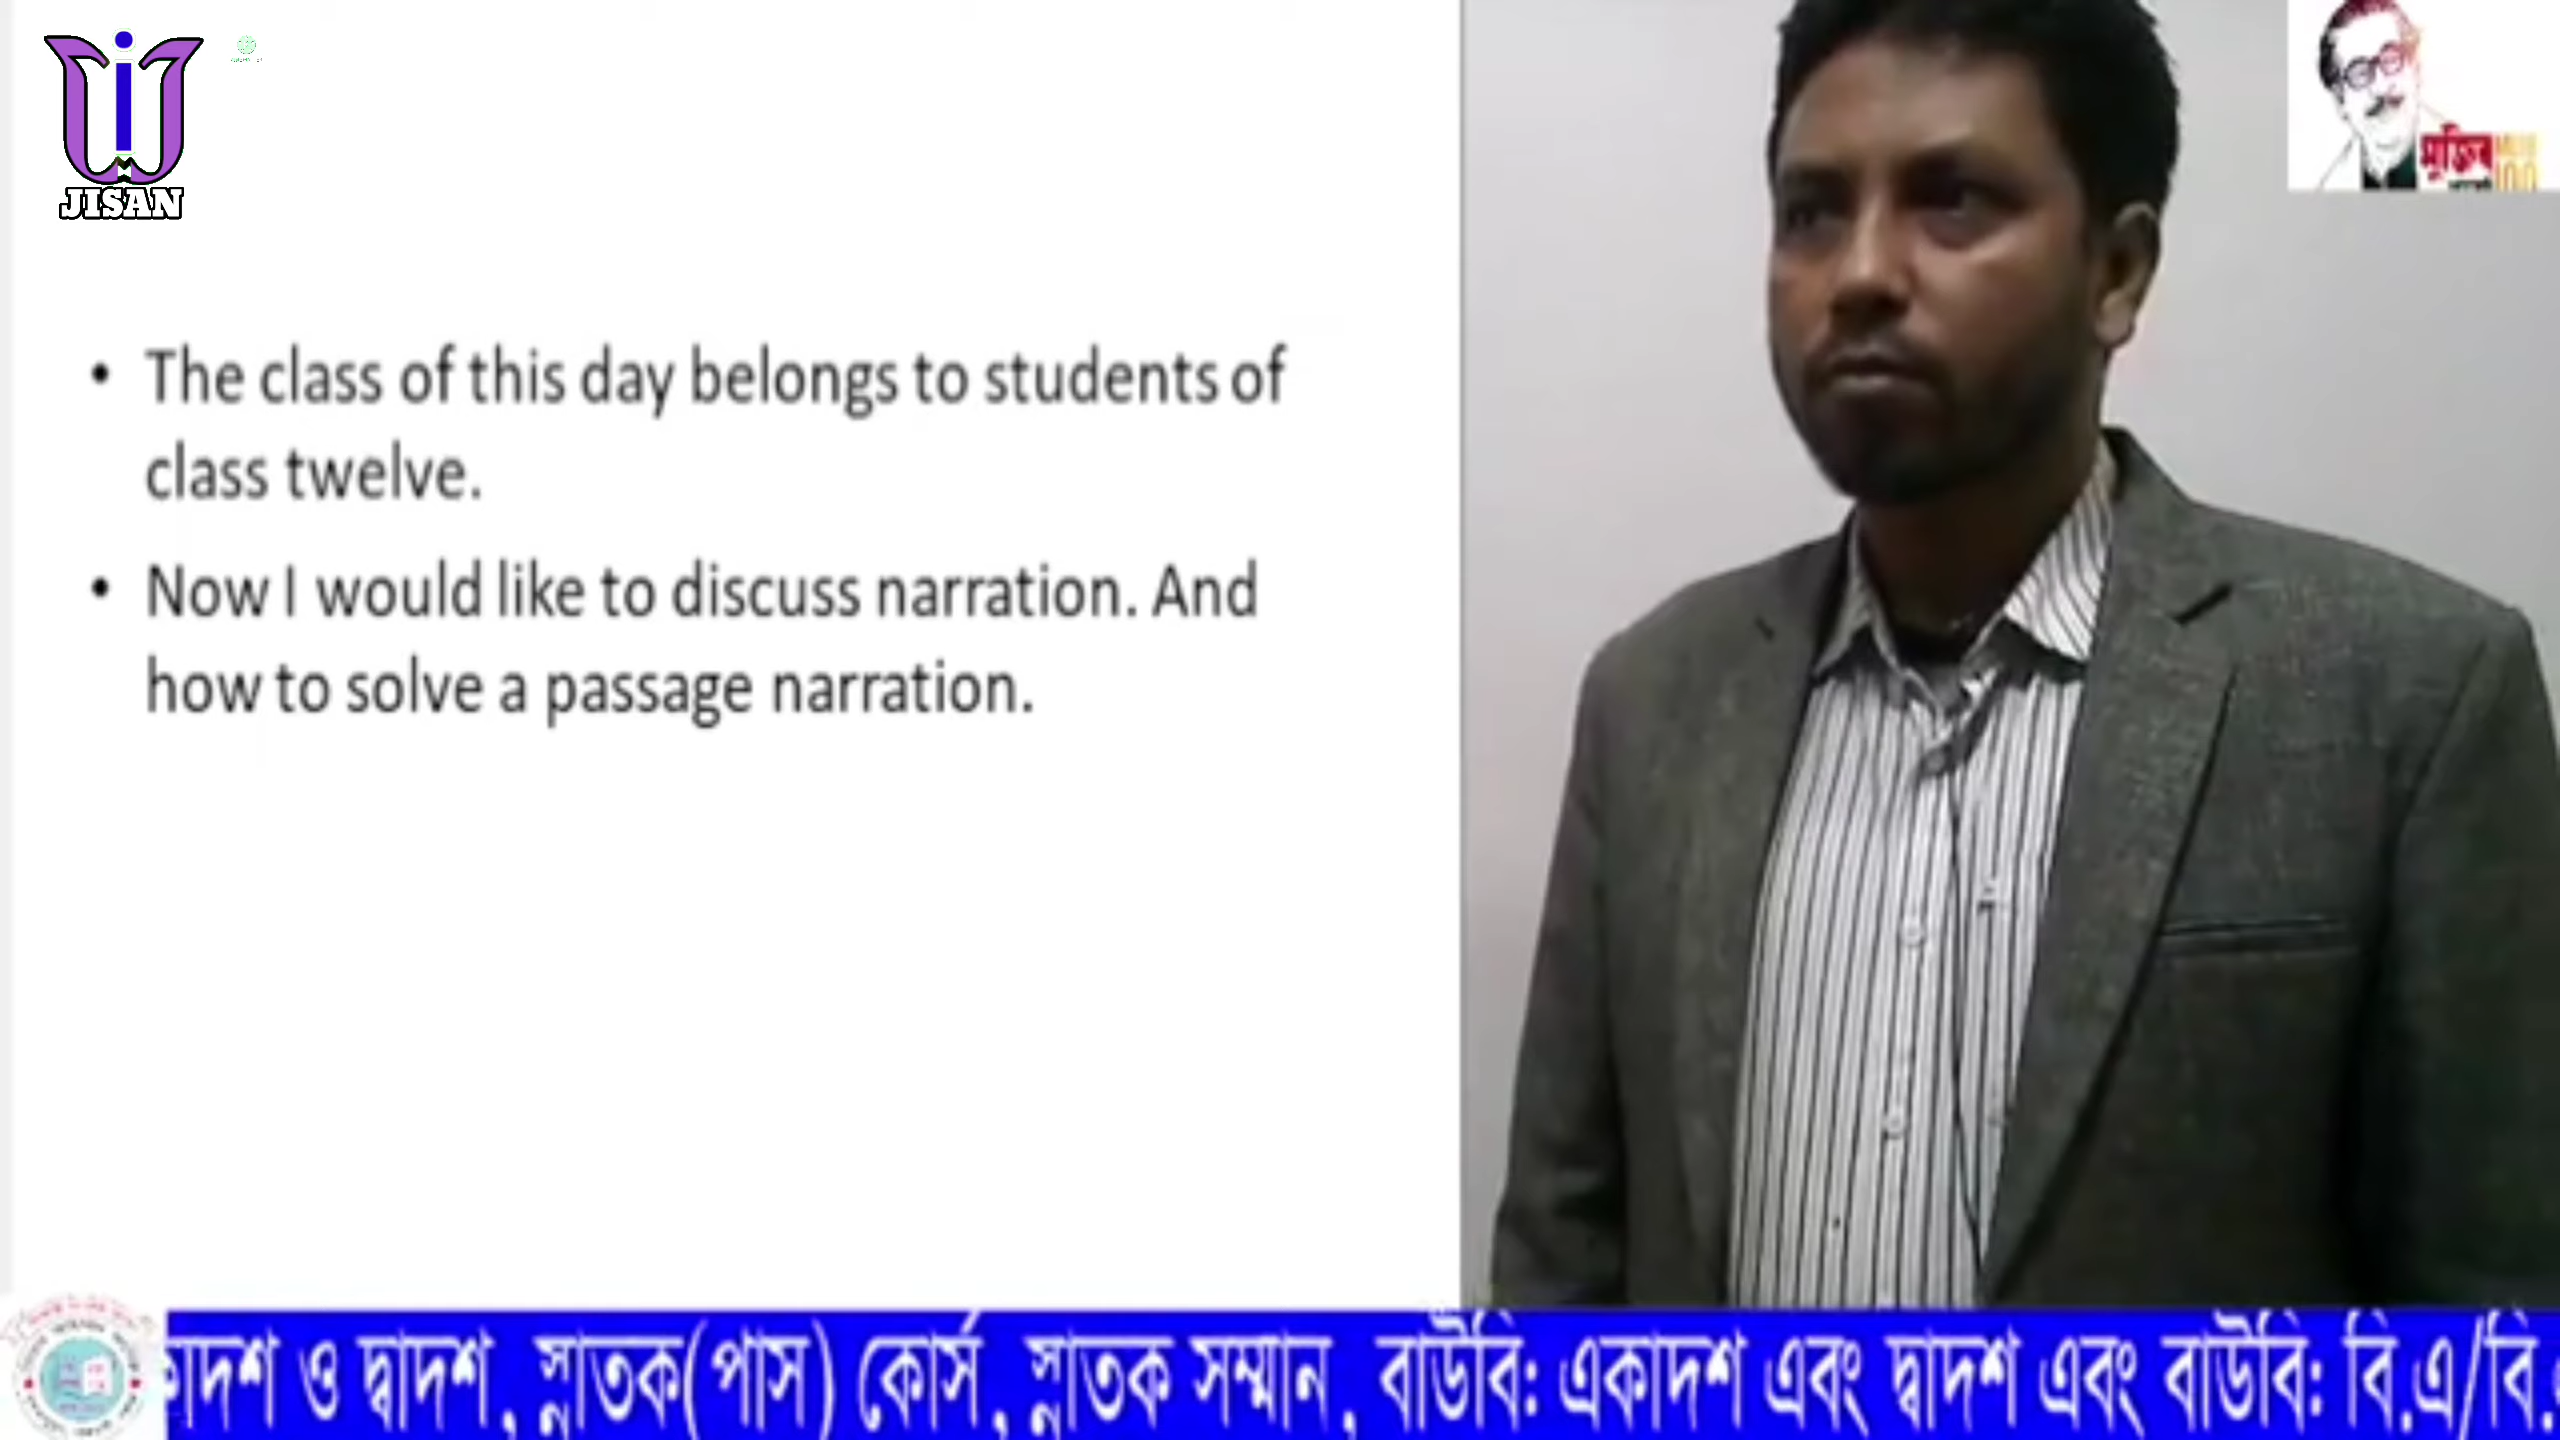 JISAN
মুজিব
100
The class of this day belongs to students of
class twelve.
Now I would like to discuss narration. And
how to solve a passage narration.
কাদশ ও দ্বাদশ, স্নাতক(পাস) কোর্স, স্নাতক সম্মান, বাউবিঃ একাদশ এবং দ্বাদশ এবং বাউবিঃ বি.এ/বি.